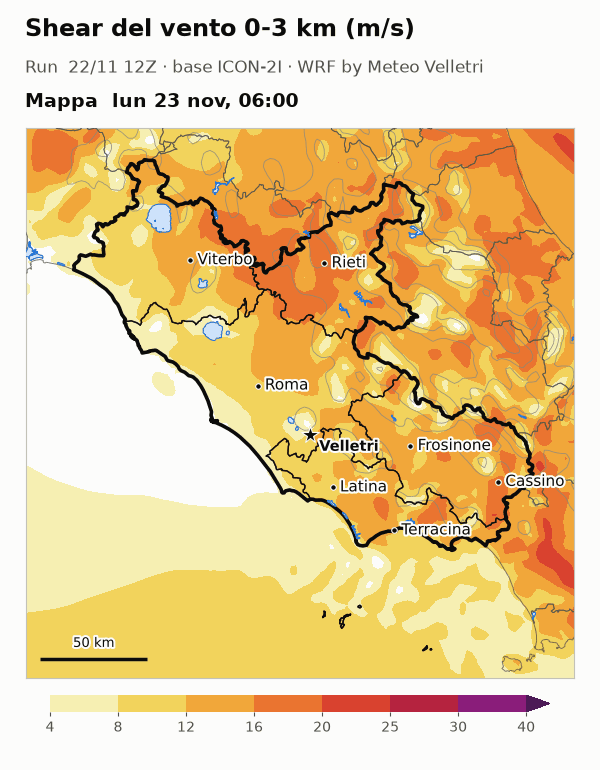 Shear del vento 0-3 km (m/s)
Run 22/11 12Z · base ICON-2I · WRF by Meteo Velletri
Mappa lun 23 nov, 06:00
Viterbo
Rieti
Roma
Velletri
Frosinone
Cassino
Latina
Terracina
50 km
4 8 12 16 20 25 30 40